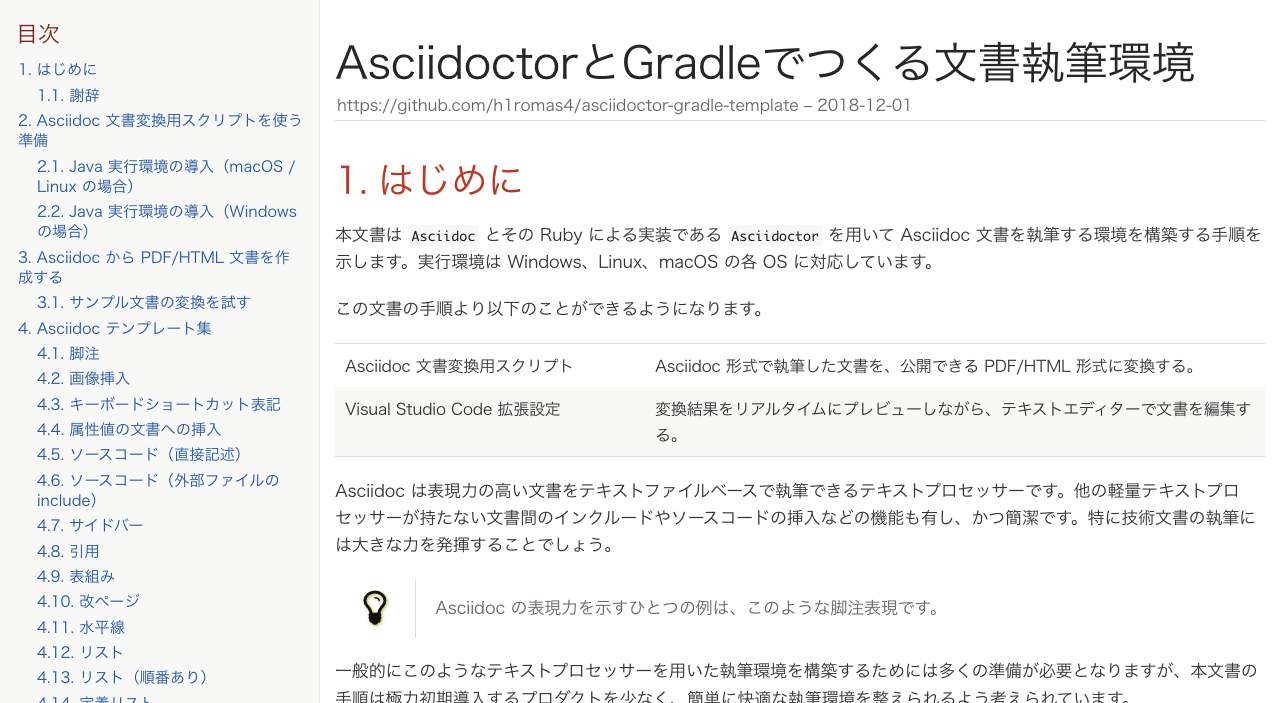 目次
1. はじめに
1.1. 謝辞
2. Asciidoc 文書変換用スクリプトを使う
準備
2.1. Java 実行環境の導入（macOS /
Linux の場合）
2.2. Java 実行環境の導入（Windows
の場合）
3. Asciidoc から PDF/HTML 文書を作
成する
3.1. サンプル文書の変換を試す
4. Asciidoc テンプレート集
4.1. 脚注
4.2. 画像挿入
4.3. キーボードショートカット表記
4.4. 属性値の文書への挿入
4.5. ソースコード（直接記述）
4.6. ソースコード（外部ファイルの
include）
4.7. サイドバー
4.8. 引用
4.9. 表組み
4.10. 改ページ
4.11. 水平線
4.12. リスト
4.13. リスト（順番あり）
4.14. 定義リスト
AsciidoctorとGradleでつくる文書執筆環境
https://github.com/h1romas4/asciidoctor-gradle-template – 2018-12-01
1. はじめに
本文書は Asciidoc とその Ruby による実装である Asciidoctor を用いて Asciidoc 文書を執筆する環境を構築する手順を
示します。実行環境は Windows、Linux、macOS の各 OS に対応しています。
この文書の手順より以下のことができるようになります。
Asciidoc 文書変換用スクリプト
Asciidoc 形式で執筆した文書を、公開できる PDF/HTML 形式に変換する。
Visual Studio Code 拡張設定
変換結果をリアルタイムにプレビューしながら、テキストエディターで文書を編集す
る。
Asciidoc は表現力の高い文書をテキストファイルベースで執筆できるテキストプロセッサーです。他の軽量テキストプロ
セッサーが持たない文書間のインクルードやソースコードの挿入などの機能も有し、かつ簡潔です。特に技術文書の執筆に
は大きな力を発揮することでしょう。
Asciidoc の表現力を示すひとつの例は、このような脚注表現です。
一般的にこのようなテキストプロセッサーを用いた執筆環境を構築するためには多くの準備が必要となりますが、本文書の
手順は極力初期導入するプロダクトを少なく、簡単に快適な執筆環境を整えられるよう考えられています。